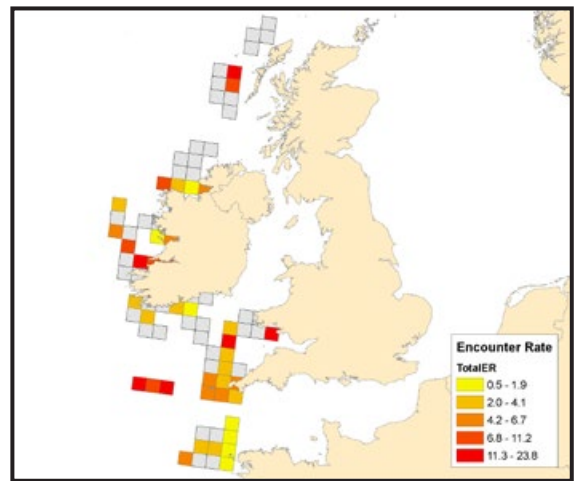 Encounter Rate
TotalER
0.5 - 1.9
2.0 - 4.1
4.2 - 6.7
6.8 - 11.2
11.3 - 23.8